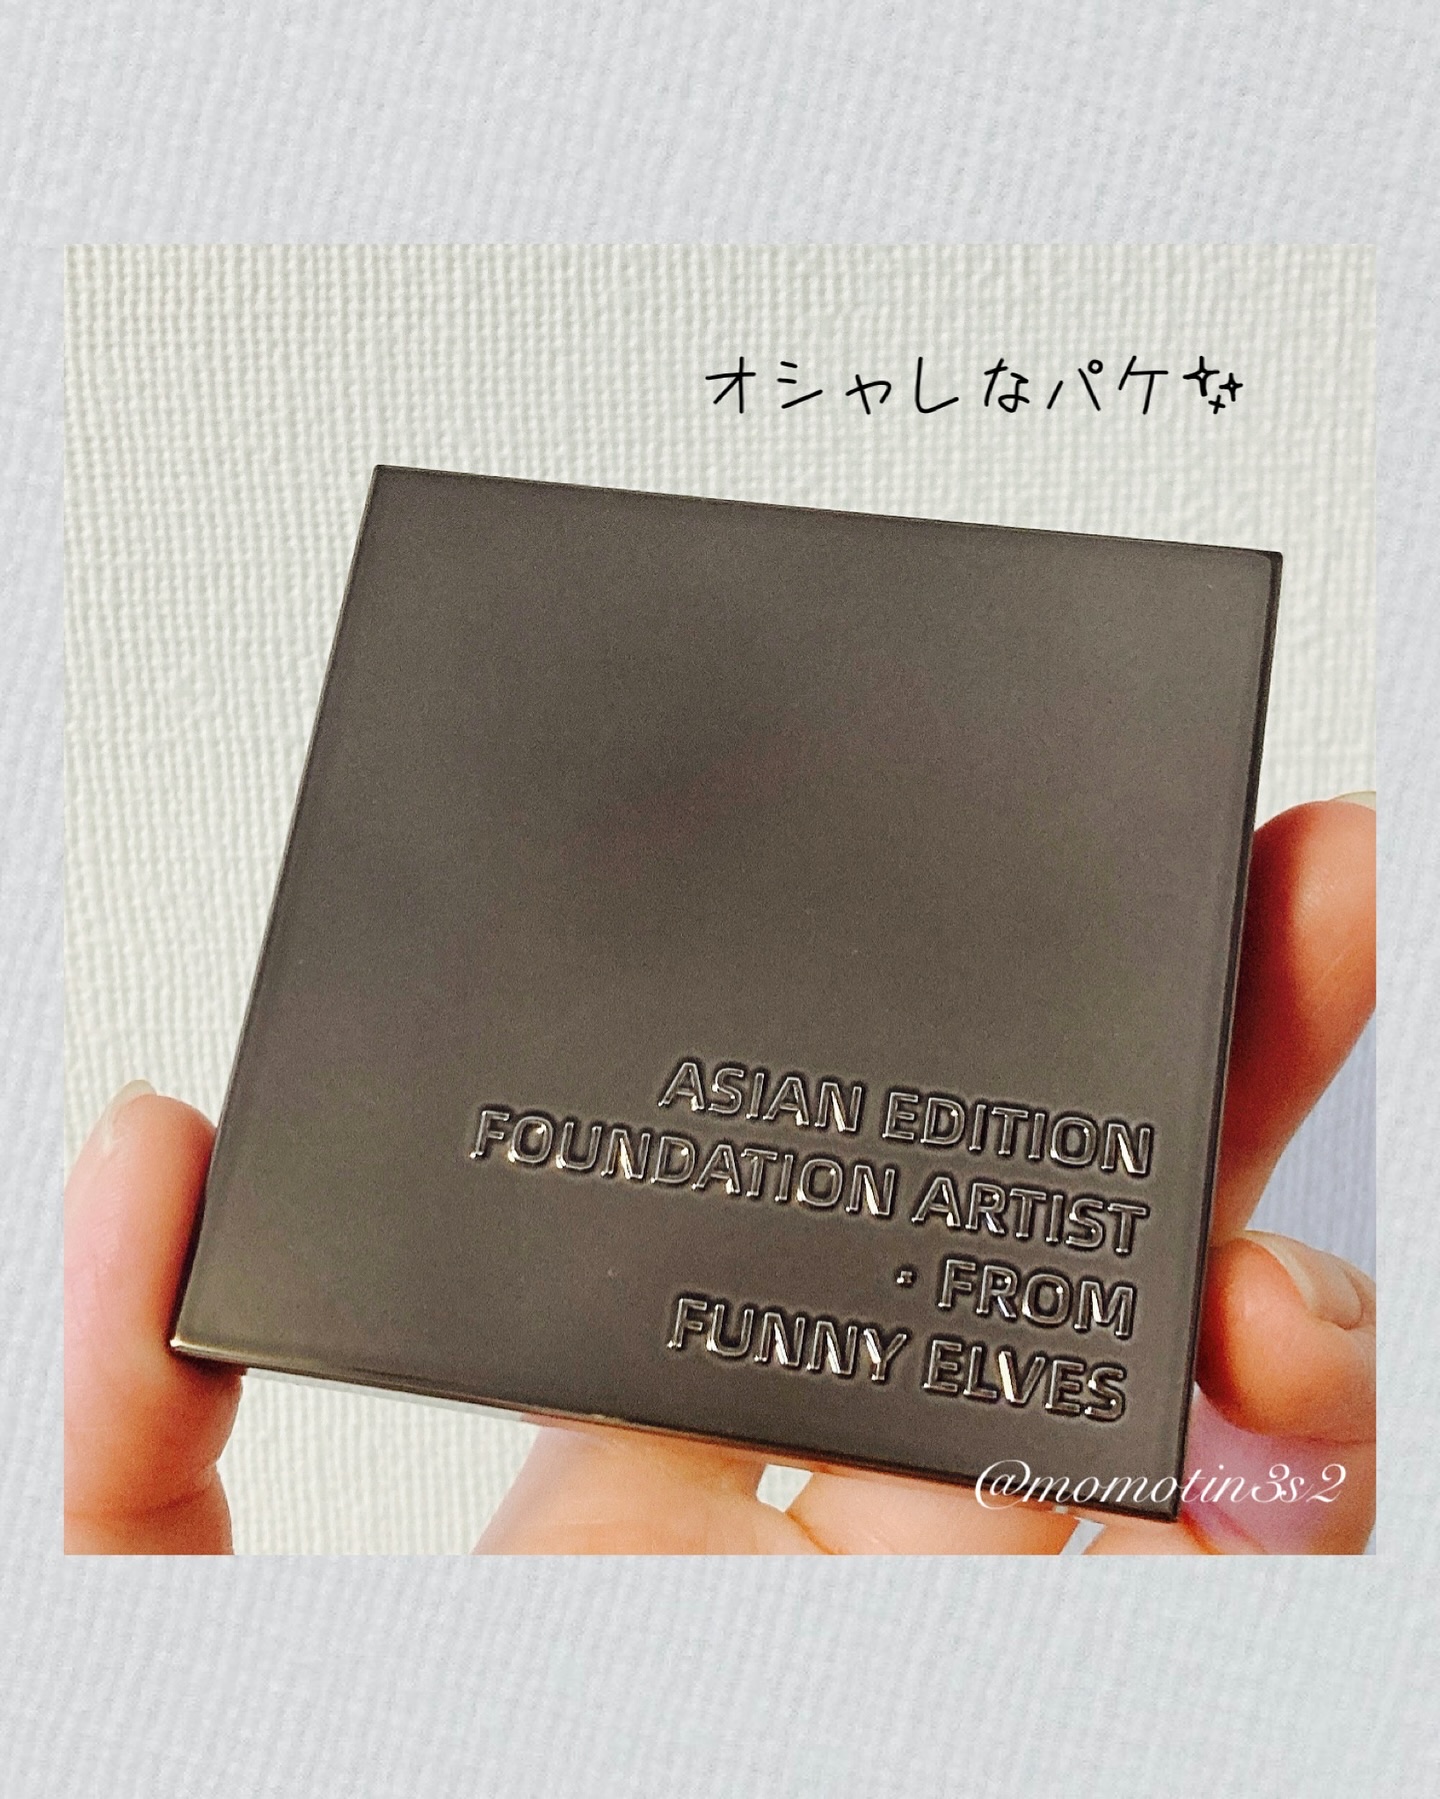 オシャレなパケ✨
ASIAN EDITION
FOUNDATION ARTIST
· FROM
FUNNY ELVES
@momotin3s2